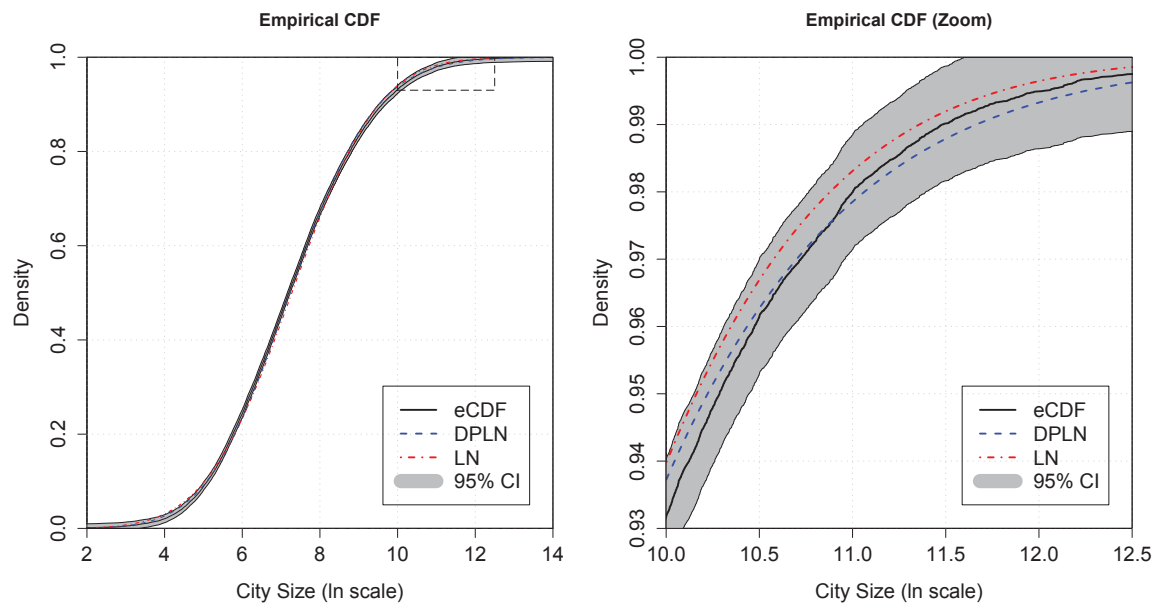 Empirical CDF
Density
0.0 0.2 0.4 0.6 0.8 1.0
2 4 6 8 10 12 14
City Size (ln scale)
eCDF
DPLN
LN
95% CI
Empirical CDF (Zoom)
Density
0.93 0.94 0.95 0.96 0.97 0.98 0.99 1.00
10.0 10.5 11.0 11.5 12.0 12.5
City Size (ln scale)
eCDF
DPLN
LN
95% CI